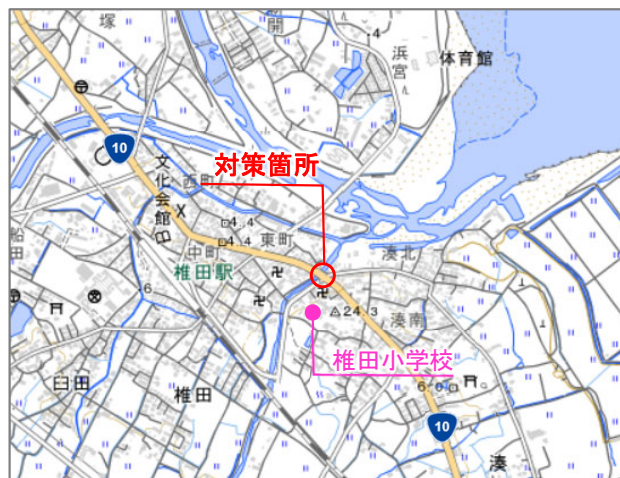 塚
開
4
浜宮
体育館
10
対策箇所
西町
文化会館
4.4
4.4
東町
中町
湊北
船田
椎田駅
6
24.3
湊南
椎田小学校
臼田
椎田
6.0
10
湊